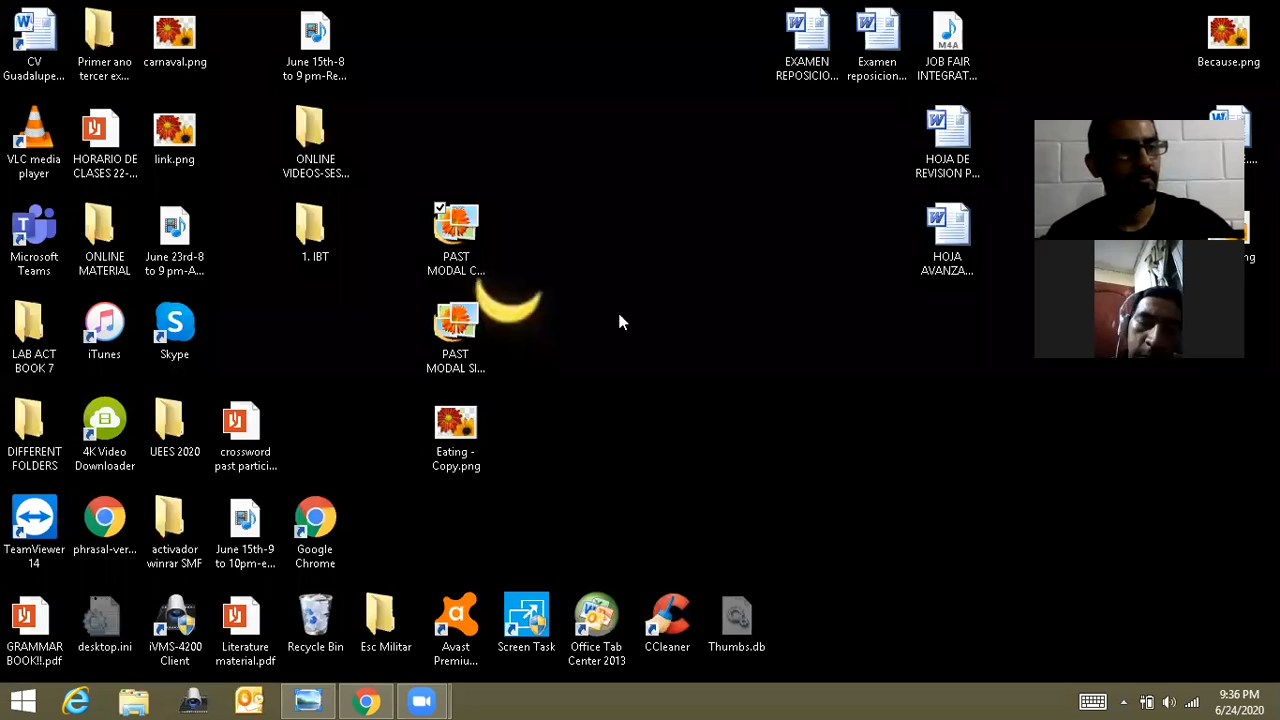 CV
Guadalupe...
Primer ano
tercer ex...
carnaval.png
June 15th-8
to 9 pm-Re...
EXAMEN
REPOSICIO...
Examen
reposicion...
M4A
JOB FAIR
INTEGRAT...
Because.png
VLC media
player
HORARIO DE
CLASES 22-...
link.png
ONLINE
VIDEOS-SES...
HOJA DE
REVISION P...
Microsoft
Teams
ONLINE
MATERIAL
June 23rd-8
to 9 pm-A...
1. IBT
PAST
MODAL C...
HOJA
AVANZA...
LAB ACT
BOOK 7
iTunes
Skype
PAST
MODAL SI...
DIFFERENT
FOLDERS
4K Video
Downloader
UEES 2020
crossword
past partici...
Eating -
Copy.png
TeamViewer
14
phrasal-ver...
activador
winrar SMF
June 15th-9
to 10pm-e...
Google
Chrome
GRAMMAR
BOOK!!.pdf
desktop.ini
iVMS-4200
Client
Literature
material.pdf
Recycle Bin
Esc Militar
Avast
Premiu...
Screen Task
Office Tab
Center 2013
CCleaner
Thumbs.db
9:36 PM
6/24/2020